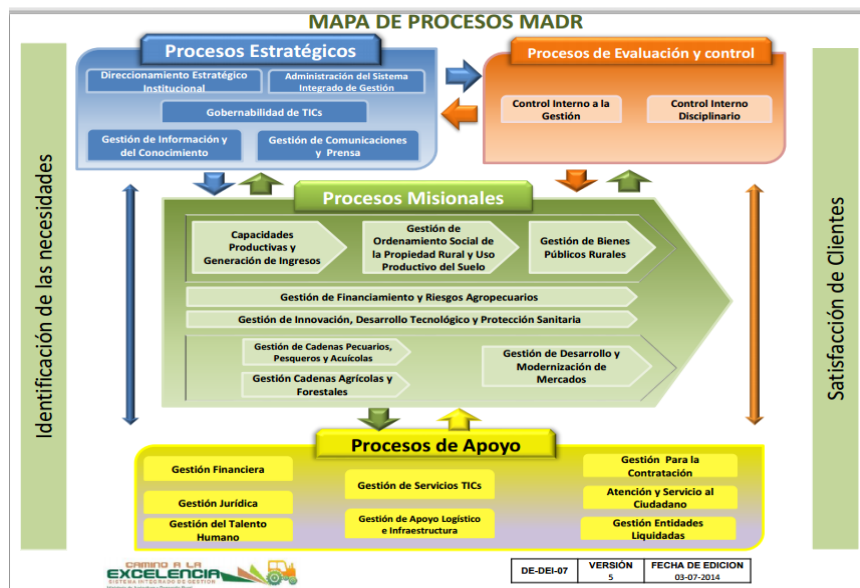 MAPA DE PROCESOS MADR
Identificación de las necesidades
Procesos Estratégicos
Direccionamiento Estratégico
Institucional
Administración del Sistema
Integrado de Gestión
Gobernabilidad de TICs
Gestión de Información y
del Conocimiento
Gestión de Comunicaciones
y Prensa
Procesos de Evaluación y control
Control Interno a la
Gestión
Control Interno
Disciplinario
Procesos Misionales
Capacidades
Productivas y
Generación de Ingresos
Gestión de
Ordenamiento Social de
la Propiedad Rural y Uso
Productivo del Suelo
Gestión de Bienes
Públicos Rurales
Gestión de Financiamiento y Riesgos Agropecuarios
Gestión de Innovación, Desarrollo Tecnológico y Protección Sanitaria
Gestión de Cadenas Pecuarias,
Pesqueros y Acuícolas
Gestión Cadenas Agrícolas y
Forestales
Gestión de Desarrollo y
Modernización de
Mercados
Procesos de Apoyo
Gestión Financiera
Gestión Jurídica
Gestión del Talento
Humano
Gestión de Servicios TICs
Gestión de Apoyo Logístico
e Infraestructura
Gestión Para la
Contratación
Atención y Servicio al
Ciudadano
Gestión Entidades
Liquidadas
Satisfacción de Clientes
CAMINO A LA
EXCELENCIA
SISTEMA INTEGRADO DE GESTIÓN
DE-DEI-07
VERSIÓN
5
FECHA DE EDICION
03-07-2014